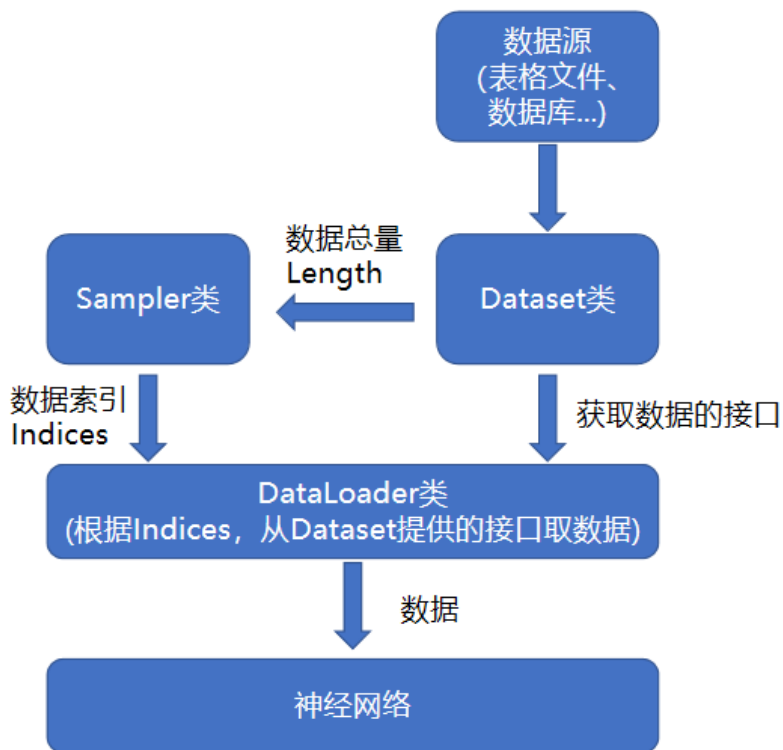 数据源
(表格文件、
数据库...)
数据总量
Length
Sampler类
Dataset类
数据索引
Indices
获取数据的接口
DataLoader类
(根据Indices，从Dataset提供的接口取数据)
数据
神经网络